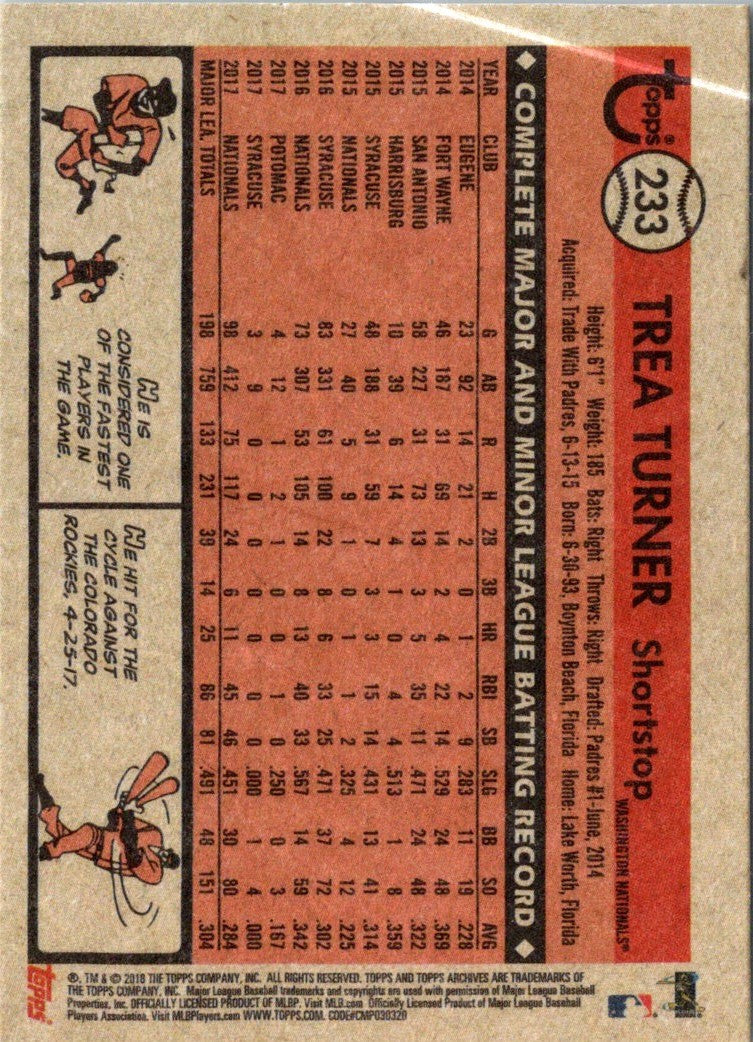 Topps®
233
TREA TURNER Shortstop
WASHINGTON NATIONALS®
Height: 6'1" Weight: 185 Bats: Right Throws: Right Drafted: Padres #1-June, 2014
Acquired: Trade With Padres, 6-13-15 Born: 6-30-93, Boynton Beach, Florida Home: Lake Worth, Florida
◆ COMPLETE MAJOR AND MINOR LEAGUE BATTING RECORD ◆
YEAR CLUB G AB R H 2B 3B HR RBI SB SLG BB SO AVG
2014 EUGENE 23 92 14 21 2 0 1 2 9 .283 11 19 .228
2014 FORT WAYNE 46 187 31 69 14 2 4 22 14 .529 24 48 .369
2015 SAN ANTONIO 58 227 31 73 13 3 5 35 11 .471 24 48 .322
2015 HARRISBURG 10 39 6 14 4 1 0 4 4 .513 1 8 .359
2015 SYRACUSE 48 188 31 59 7 3 3 15 14 .431 13 41 .314
2015 NATIONALS 27 40 5 9 1 0 1 1 2 .325 4 12 .225
2016 SYRACUSE 83 331 61 100 22 8 6 33 25 .471 37 72 .302
2016 NATIONALS 73 307 53 105 14 8 13 40 33 .567 14 59 .342
2017 POTOMAC 4 12 1 2 1 0 0 1 0 .250 0 3 .167
2017 SYRACUSE 3 9 0 0 0 0 0 0 0 .000 1 4 .000
2017 NATIONALS 98 412 75 117 24 6 11 45 46 .451 30 80 .284
MAJOR LEA. TOTALS 198 759 133 231 39 14 25 86 81 .491 48 151 .304
HE IS
CONSIDERED ONE
OF THE FASTEST
PLAYERS IN
THE GAME.
HE HIT FOR THE
CYCLE AGAINST
THE COLORADO
ROCKIES, 4-25-17.
®, TM & © 2018 THE TOPPS COMPANY, INC. ALL RIGHTS RESERVED. TOPPS AND TOPPS ARCHIVES ARE TRADEMARKS OF
THE TOPPS COMPANY, INC. Major League Baseball trademarks and copyrights are used with permission of Major League Baseball
Properties, Inc. OFFICIALLY LICENSED PRODUCT OF MLBP. Visit MLB.com Officially Licensed Product of Major League Baseball
Players Association. Visit MLBPlayers.com WWW.TOPPS.COM. CODE#CMP030320
topps